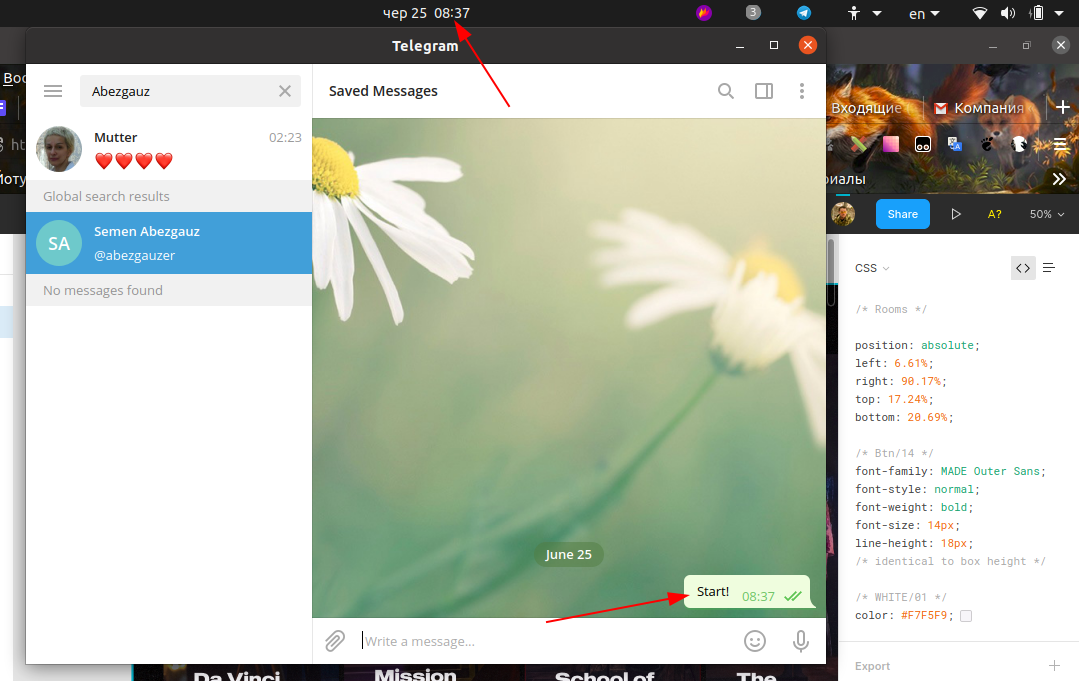 чер 25 08:37
3
en
Telegram
Abezgauz
Saved Messages
Mutter
02:23
Global search results
SA
Semen Abezgauz
@abezgauzer
No messages found
June 25
Start!
08:37
Write a message...
Входящие
Компания
Share
A?
50%
CSS
/* Rooms */
position: absolute;
left: 6.61%;
right: 90.17%;
top: 17.24%;
bottom: 20.69%;
/* Btn/14 */
font-family: MADE Outer Sans;
font-style: normal;
font-weight: bold;
font-size: 14px;
line-height: 18px;
/* identical to box height */
/* WHITE/01 */
color: #F7F5F9;
Export
Da Vinci
Mission
School of
The